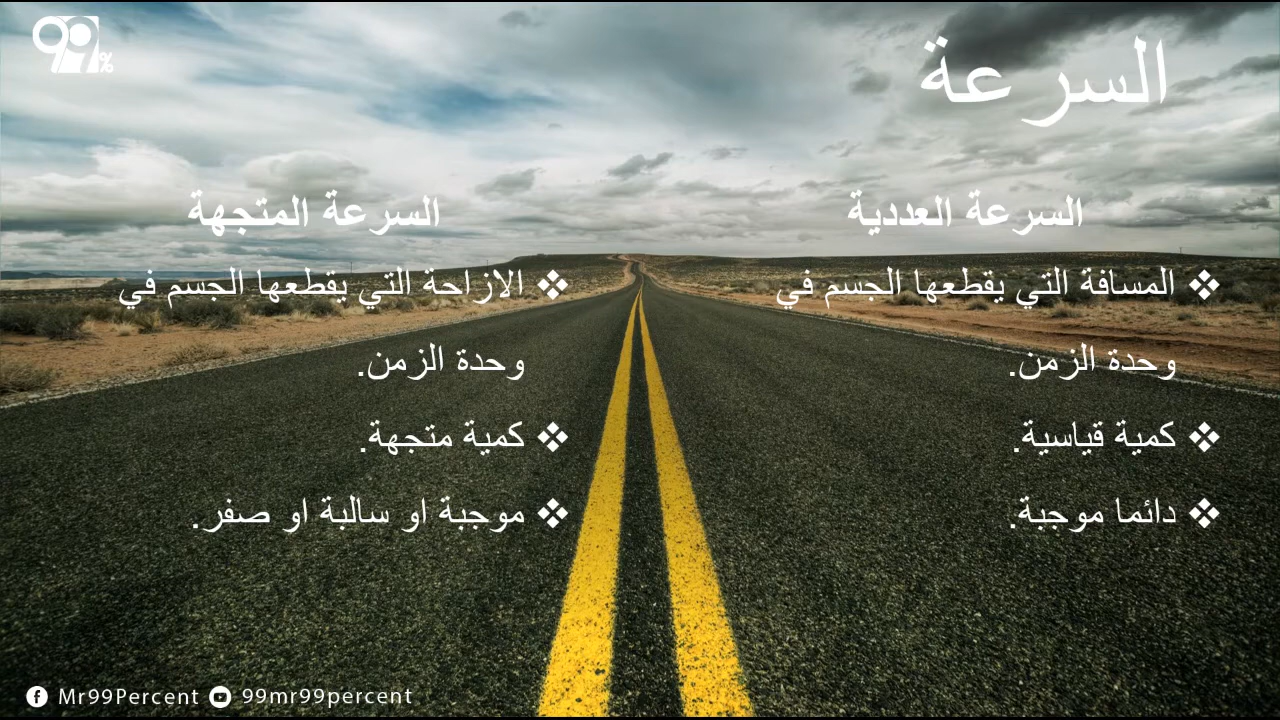 99%
السرعة
السرعة العددية
❖ المسافة التي يقطعها الجسم في
وحدة الزمن.
❖ كمية قياسية.
❖ دائما موجبة.
السرعة المتجهة
❖ الازاحة التي يقطعها الجسم في
وحدة الزمن.
❖ كمية متجهة.
❖ موجبة او سالبة او صفر.
Mr99Percent 99mr99percent